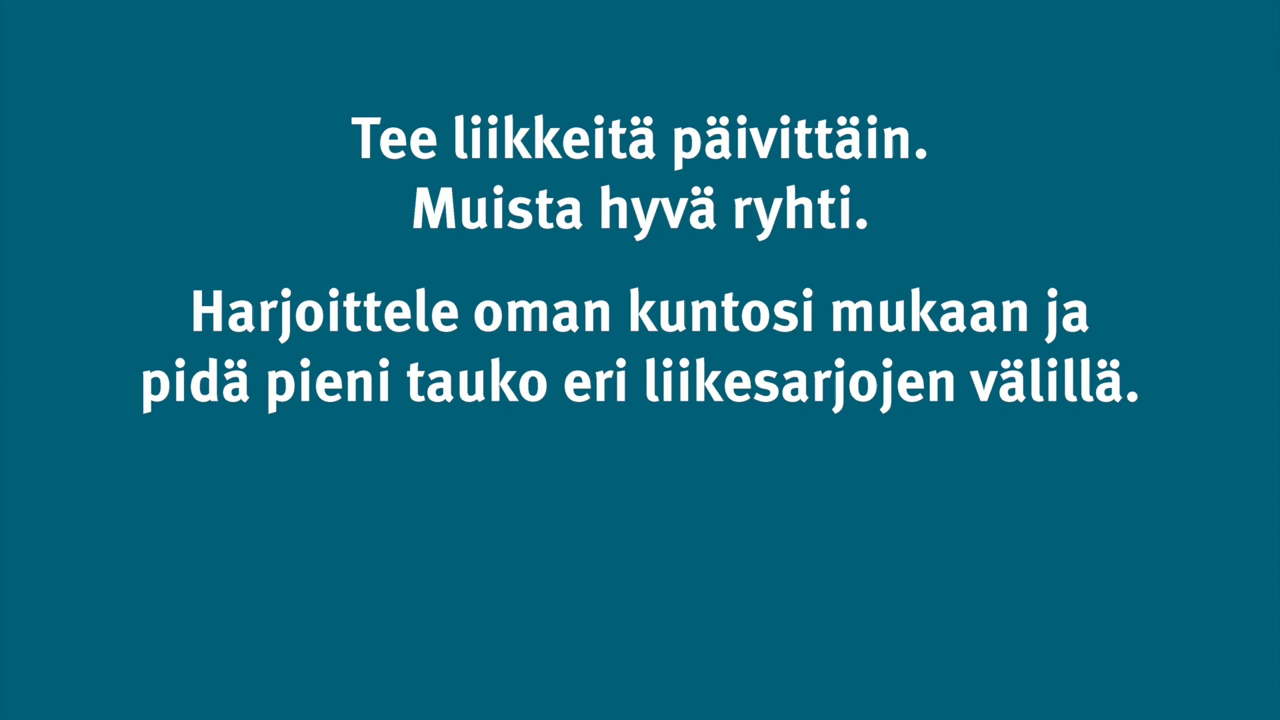 Tee liikkeitä päivittäin.
Muista hyvä ryhti.
Harjoittele oman kuntosi mukaan ja
pidä pieni tauko eri liikesarjojen välillä.